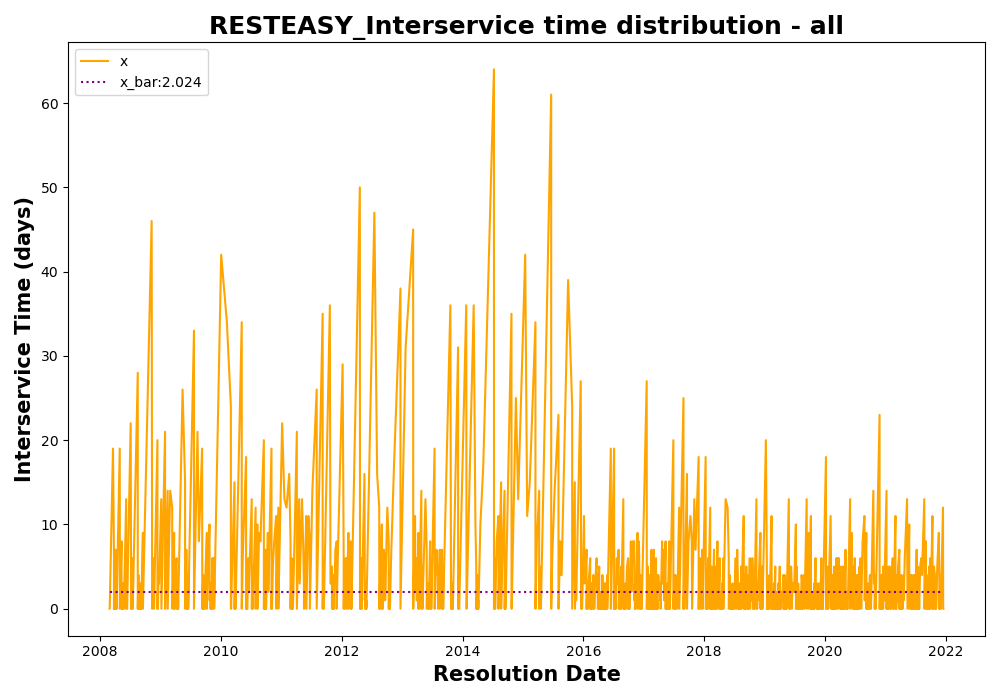 RESTEASY_Interservice time distribution - all
x
x_bar:2.024
Interservice Time (days)
60
50
40
30
20
10
0
2008 2010 2012 2014 2016 2018 2020 2022
Resolution Date